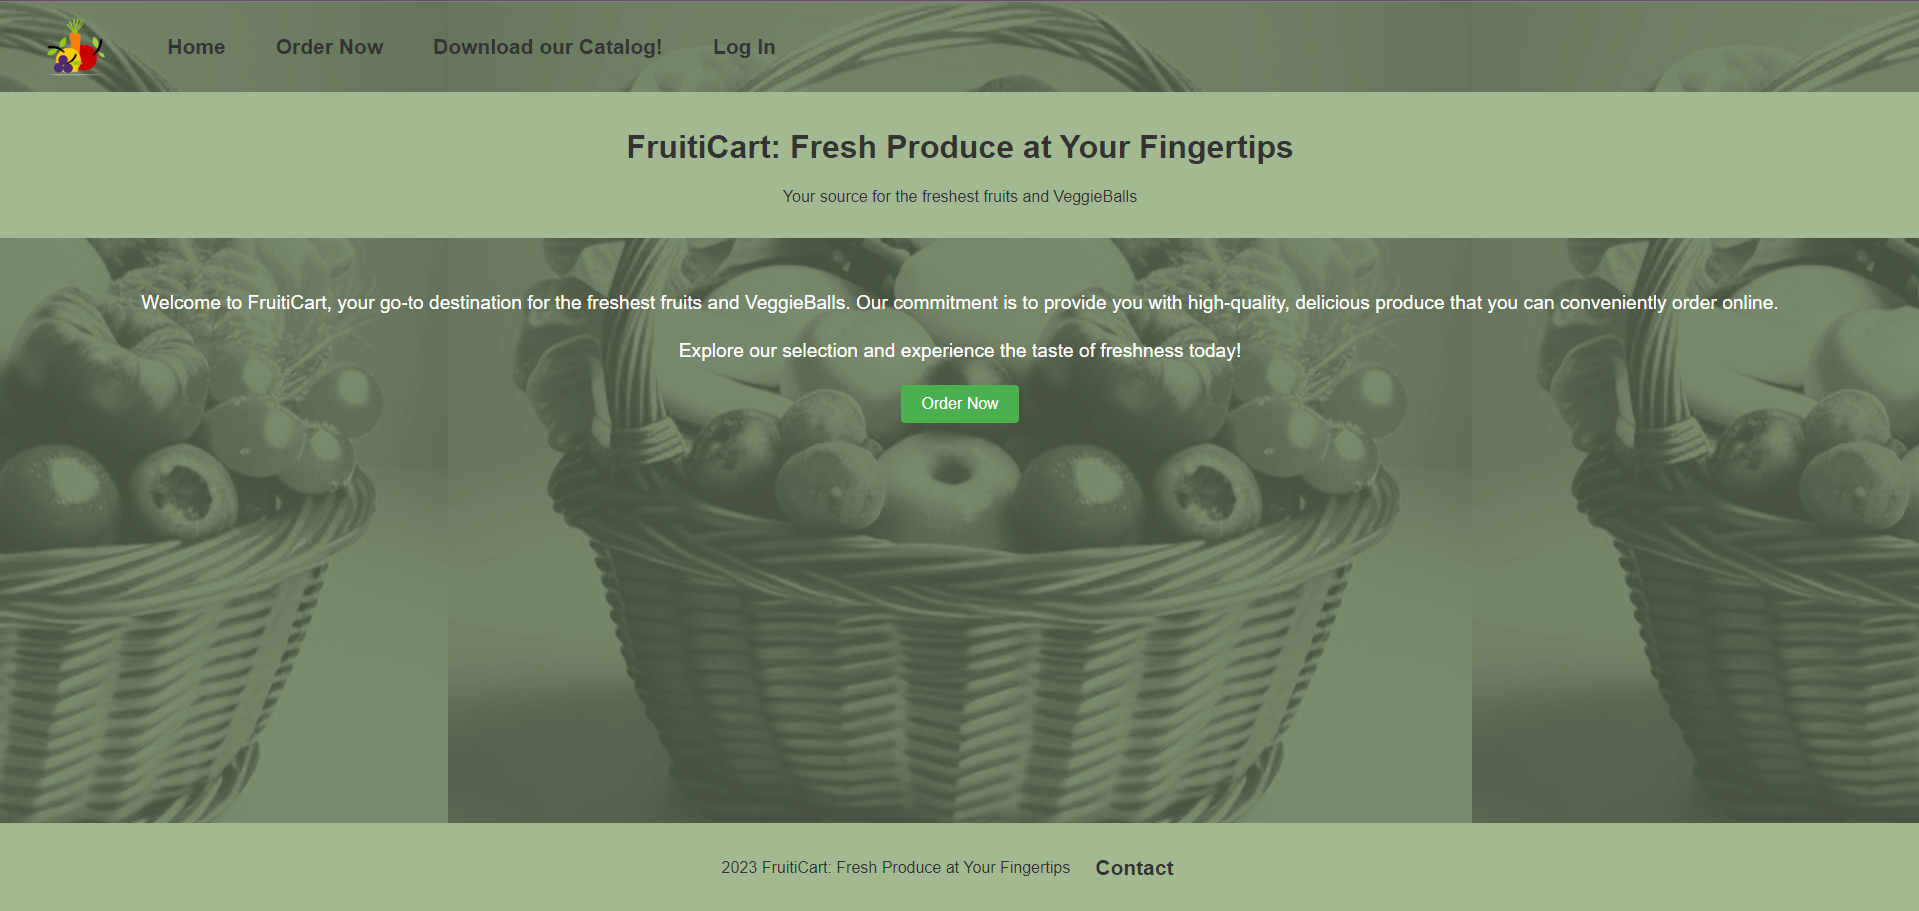 Home Order Now Download our Catalog! Log In
FruitiCart: Fresh Produce at Your Fingertips
Your source for the freshest fruits and VeggieBalls
Welcome to FruitiCart, your go-to destination for the freshest fruits and VeggieBalls. Our commitment is to provide you with high-quality, delicious produce that you can conveniently order online.
Explore our selection and experience the taste of freshness today!
Order Now
2023 FruitiCart: Fresh Produce at Your Fingertips Contact